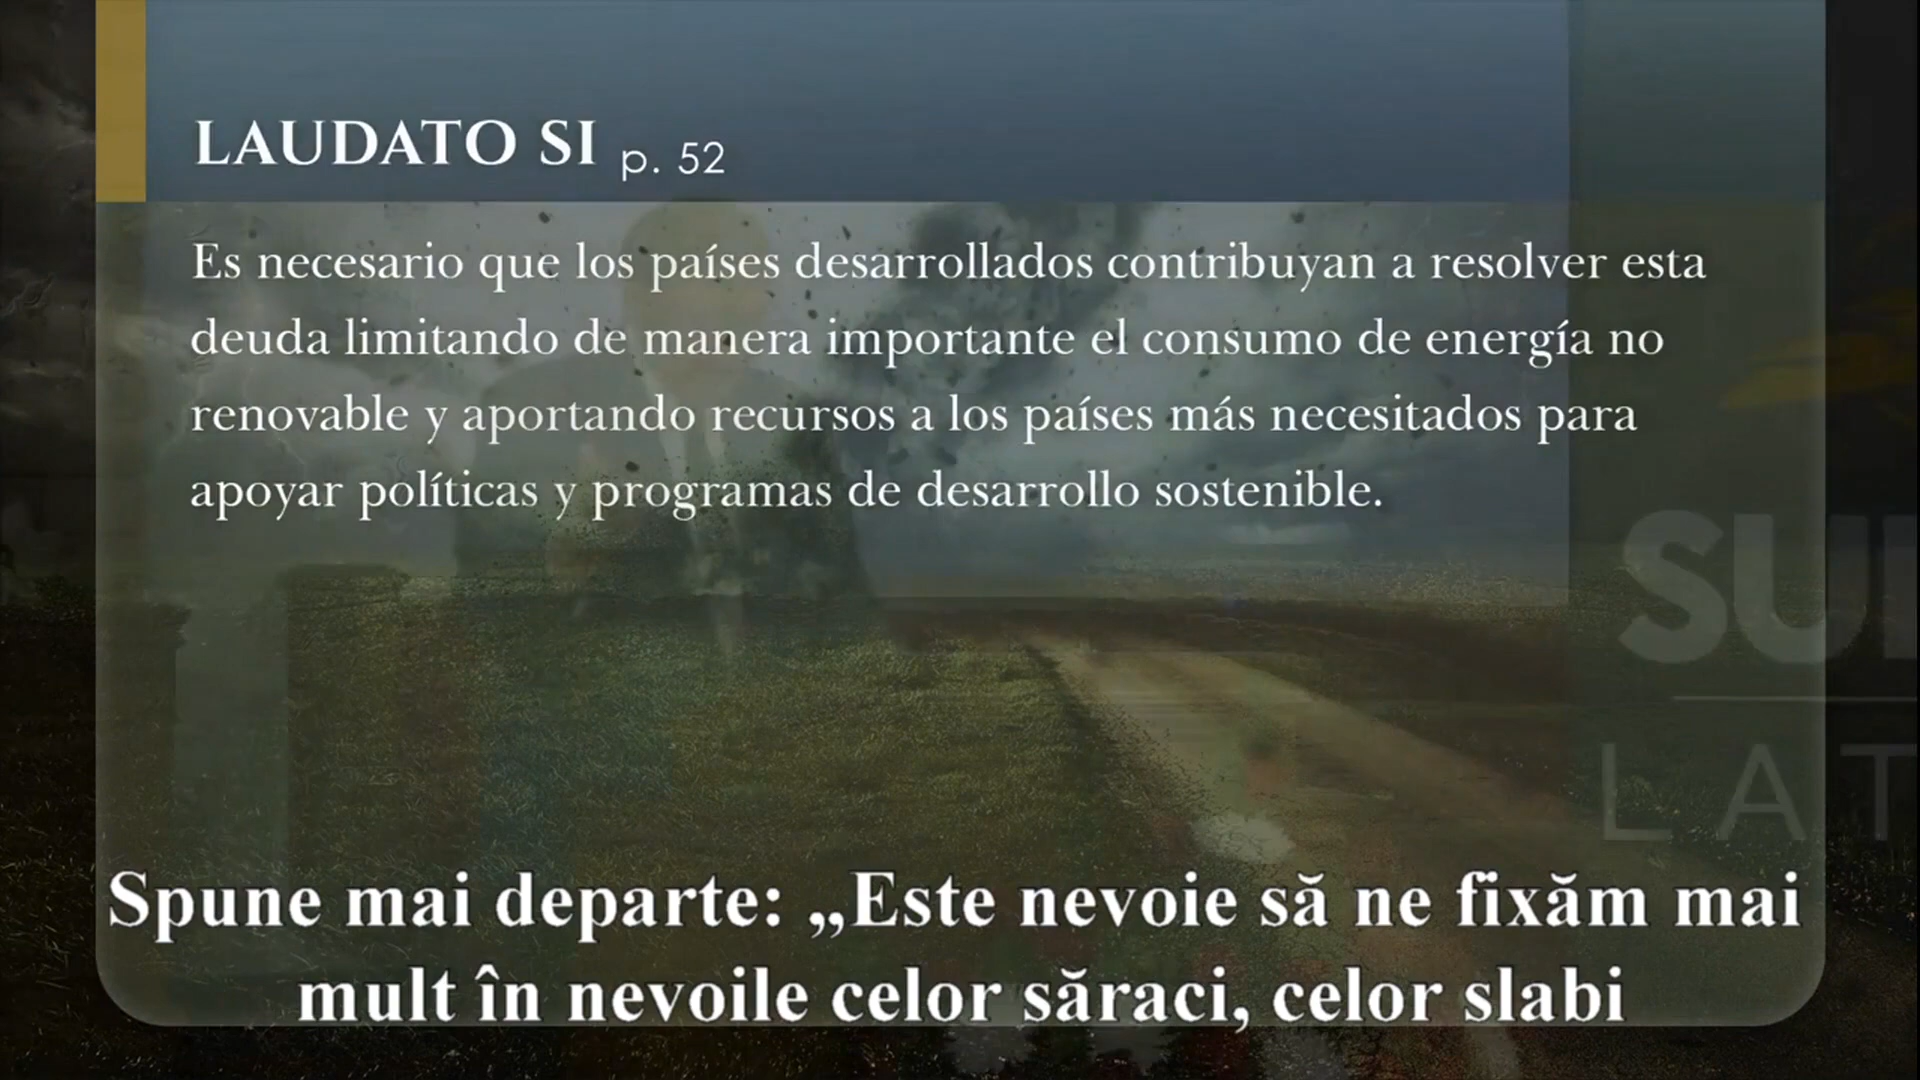 LAUDATO SI p. 52
Es necesario que los países desarrollados contribuyan a resolver esta
deuda limitando de manera importante el consumo de energía no
renovable y aportando recursos a los países más necesitados para
apoyar políticas y programas de desarrollo sostenible.
SU
LAT
Spune mai departe: „Este nevoie să ne fixăm mai
mult în nevoile celor săraci, celor slabi